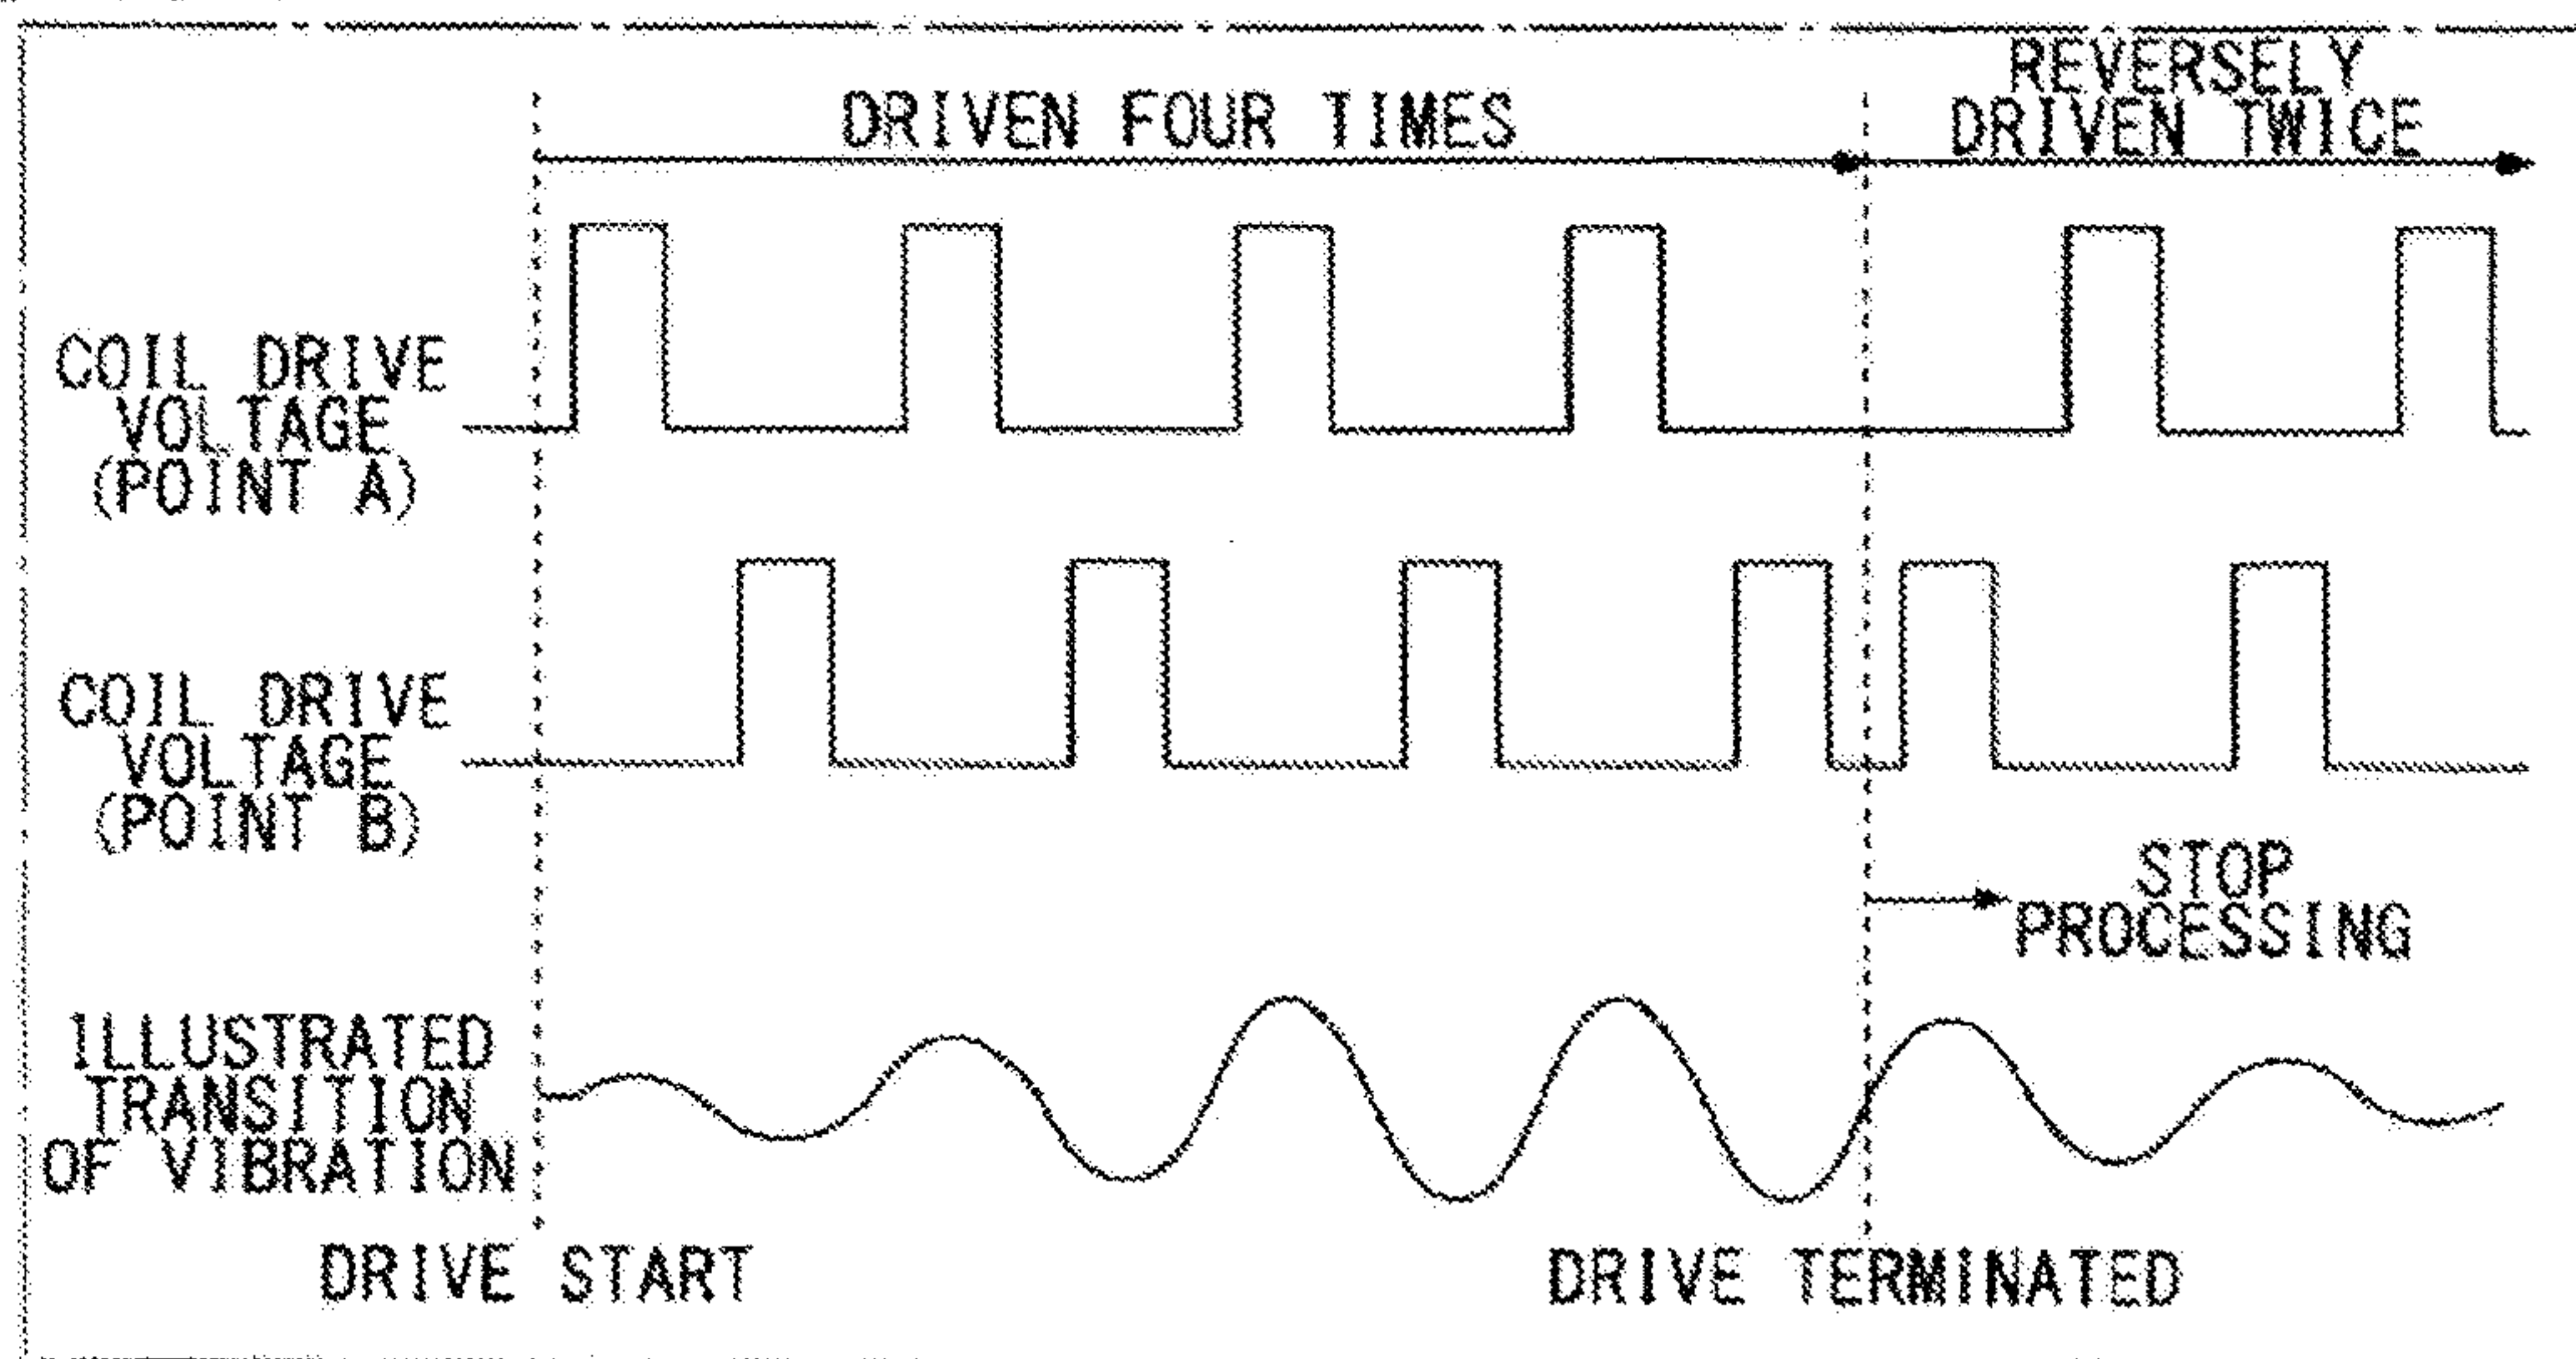 DRIVEN FOUR TIMES
REVERSELY
DRIVEN TWICE
COIL DRIVE
VOLTAGE
(POINT A)
COIL DRIVE
VOLTAGE
(POINT B)
STOP
PROCESSING
ILLUSTRATED
TRANSITION
OF VIBRATION
DRIVE START
DRIVE TERMINATED